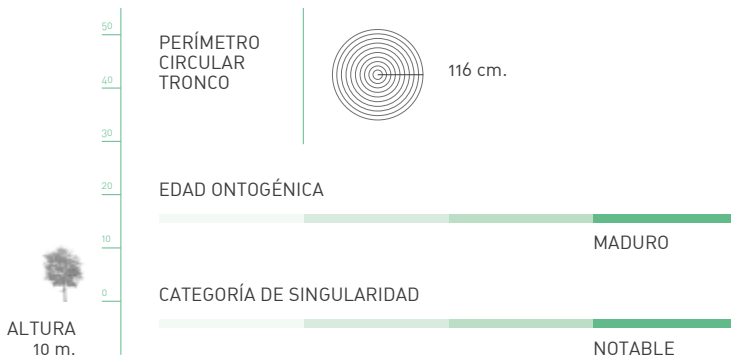 50
40
30
20
10
0
ALTURA
10 m.
PERÍMETRO
CIRCULAR
TRONCO
116 cm.
EDAD ONTOGÉNICA
MADURO
CATEGORÍA DE SINGULARIDAD
NOTABLE